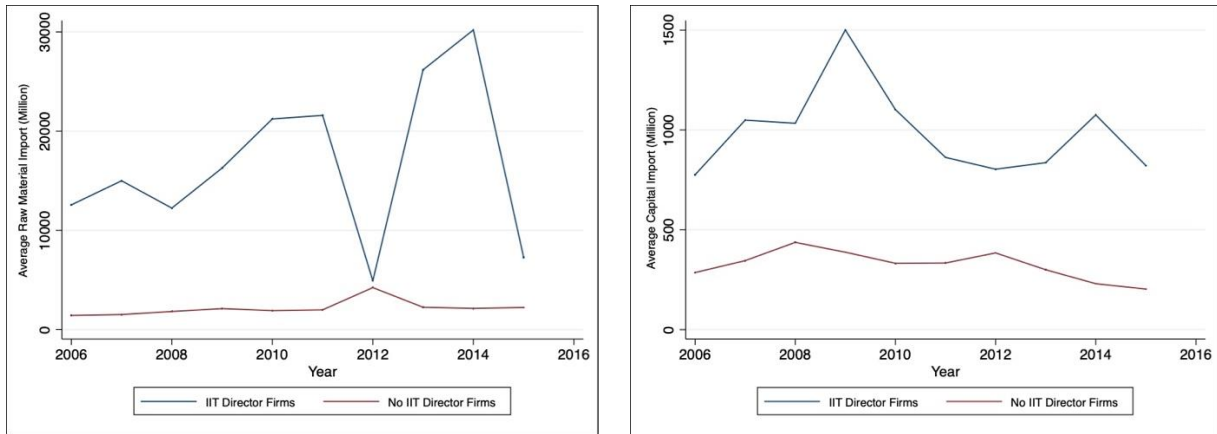 Average Raw Material Import (Million)
30000
20000
10000
0
2006 2008 2010 2012 2014 2016
Year
IIT Director Firms No IIT Director Firms
Average Capital Import (Million)
1500
1000
500
0
2006 2008 2010 2012 2014 2016
Year
IIT Director Firms No IIT Director Firms